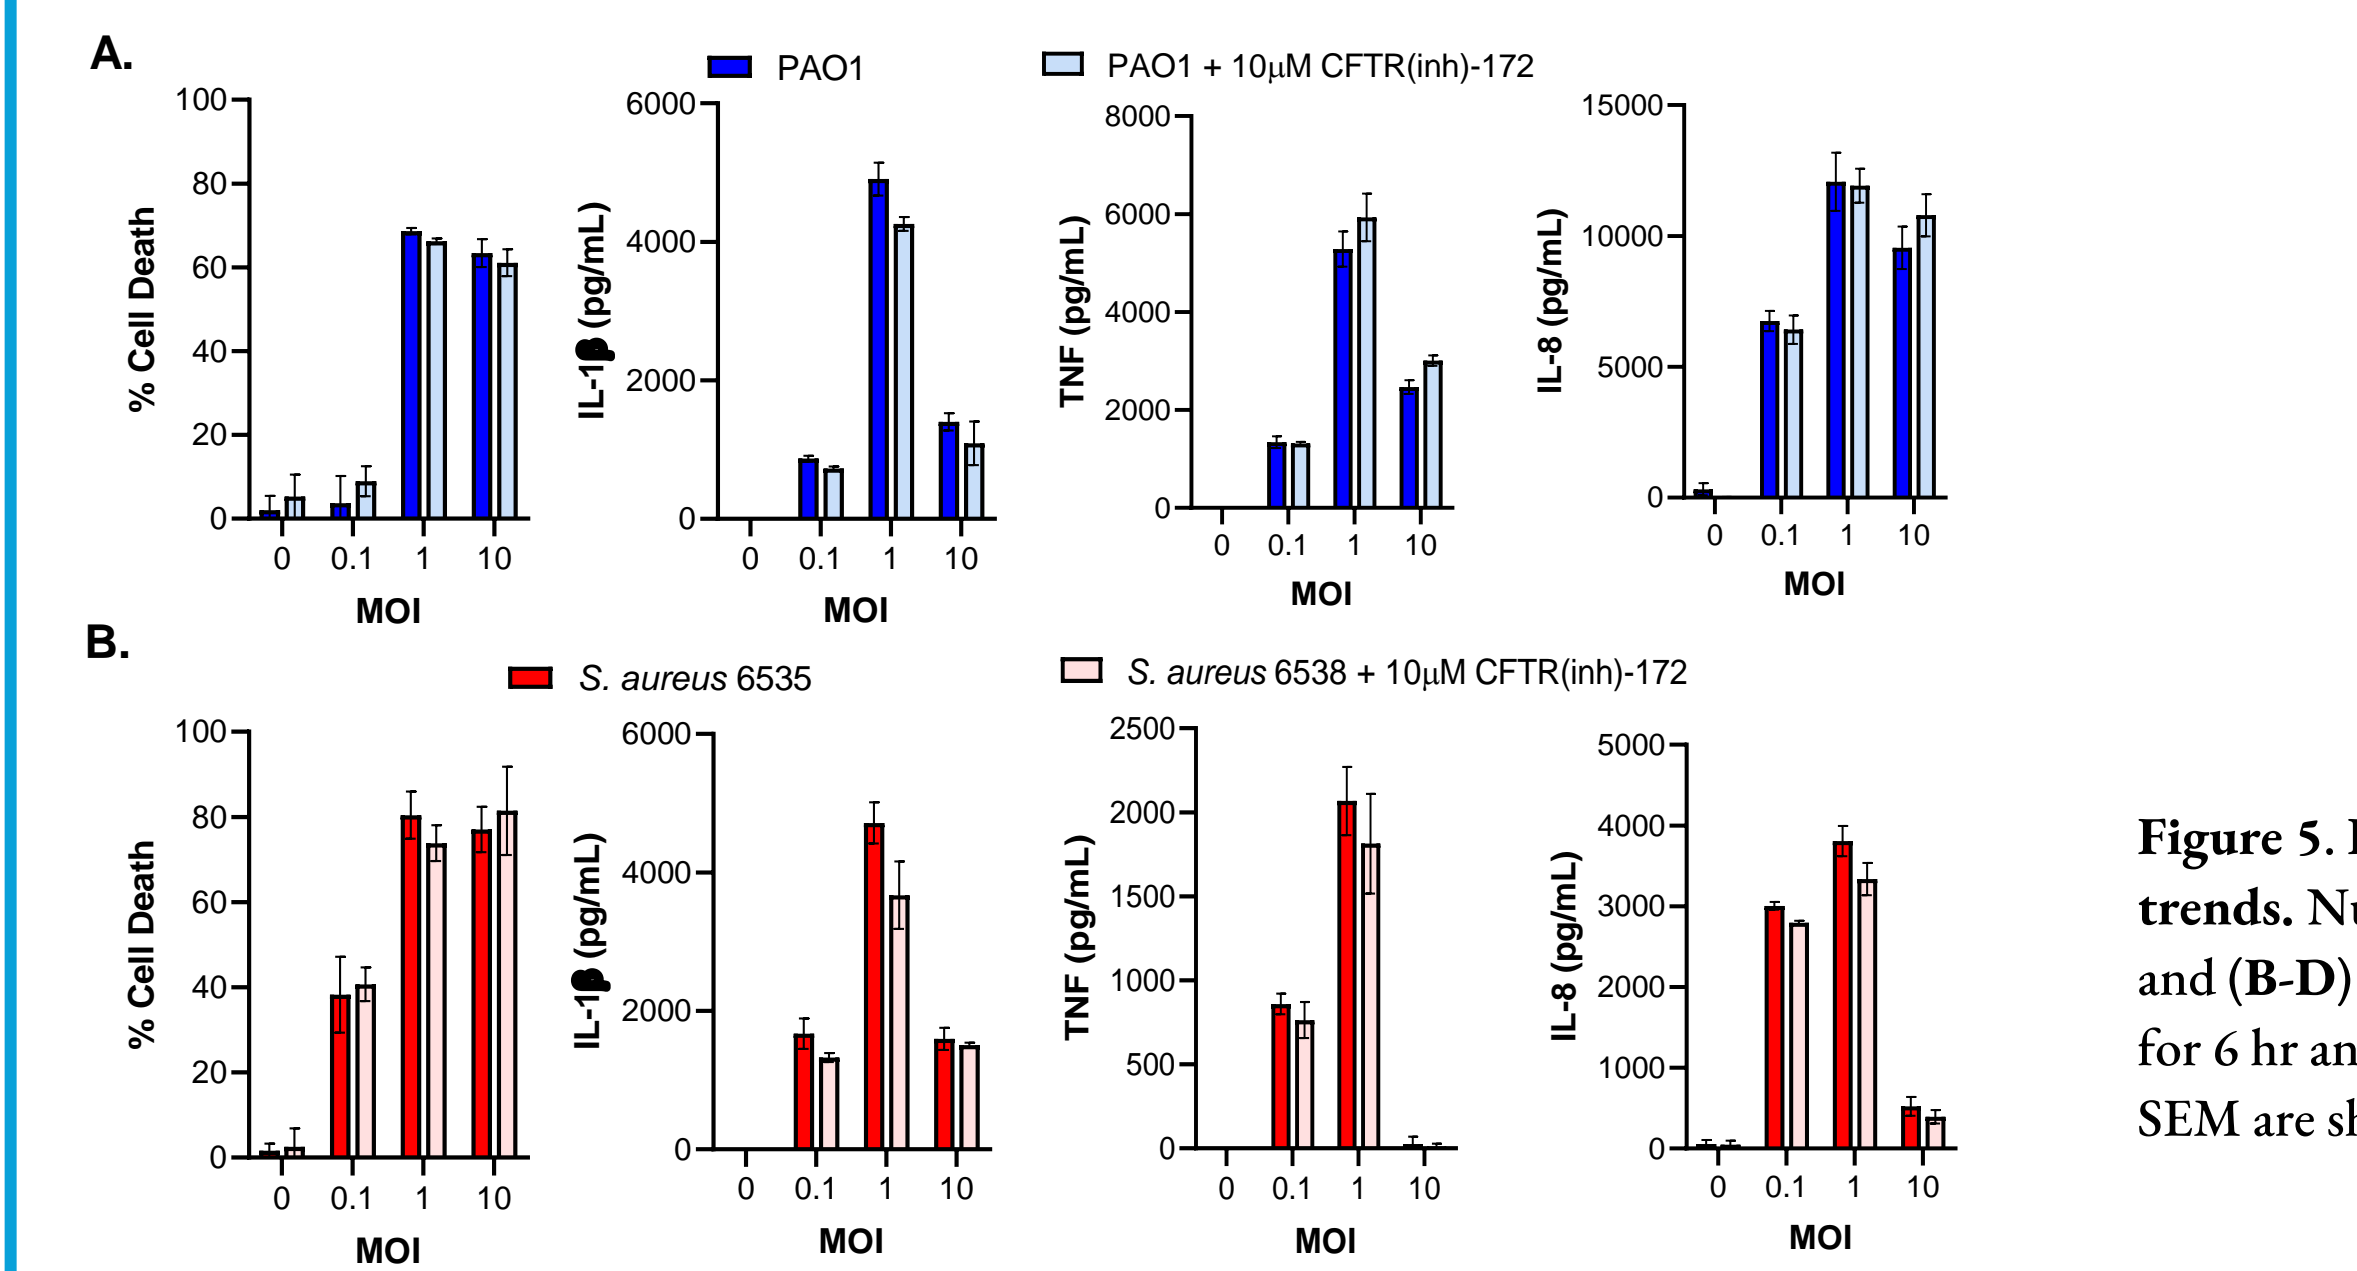 A.
PAO1
PAO1 + 10μM CFTR(inh)-172
% Cell Death
100
80
60
40
20
0
0 0.1 1 10
MOI
IL-1β (pg/mL)
6000
4000
2000
0
0 0.1 1 10
MOI
TNF (pg/mL)
8000
6000
4000
2000
0
0 0.1 1 10
MOI
IL-8 (pg/mL)
15000
10000
5000
0
0 0.1 1 10
MOI
B.
S. aureus 6535
S. aureus 6538 + 10μM CFTR(inh)-172
% Cell Death
100
80
60
40
20
0
0 0.1 1 10
MOI
IL-1β (pg/mL)
6000
4000
2000
0
0 0.1 1 10
MOI
TNF (pg/mL)
2500
2000
1500
1000
500
0
0 0.1 1 10
MOI
IL-8 (pg/mL)
5000
4000
3000
2000
1000
0
0 0.1 1 10
MOI
Figure 5.
trends.
and (B-D)
for 6 hr
SEM are